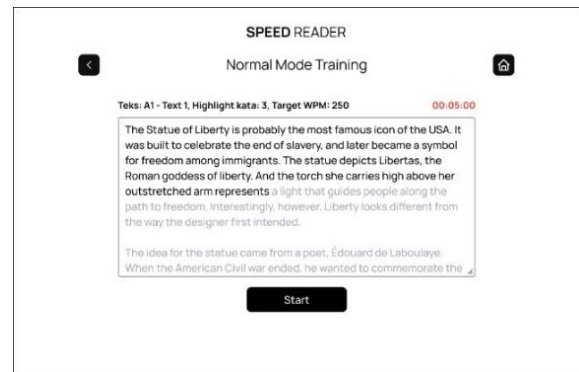 SPEED READER
Normal Mode Training
Teks: A1 - Text 1, Highlight kata: 3, Target WPM: 250 00:05:00
The Statue of Liberty is probably the most famous icon of the USA. It
was built to celebrate the end of slavery, and later became a symbol
for freedom among immigrants. The statue depicts Libertas, the
Roman goddess of liberty. And the torch she carries high above her
outstretched arm represents a light that guides people along the
path to freedom. Interestingly, however, Liberty looks different from
the way the designer first intended.
The idea for the statue came from a poet, Édouard de Laboulaye.
When the American Civil war ended, he wanted to commemorate the
Start